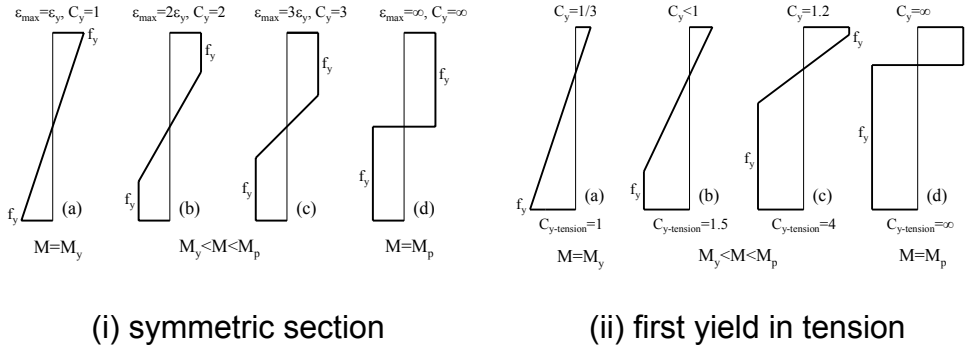 εmax=εy, Cy=1
εmax=2εy, Cy=2
εmax=3εy, Cy=3
εmax=∞, Cy=∞
fy
fy
fy
fy
fy
fy
fy
fy
(a)
(b)
(c)
(d)
M=My
My<M<Mp
M=Mp
(i) symmetric section
Cy=1/3
Cy<1
Cy=1.2
Cy=∞
fy
fy
fy
fy
fy
fy
(a)
(b)
(c)
(d)
Cy-tension=1
Cy-tension=1.5
Cy-tension=4
Cy-tension=∞
M=My
My<M<Mp
M=Mp
(ii) first yield in tension